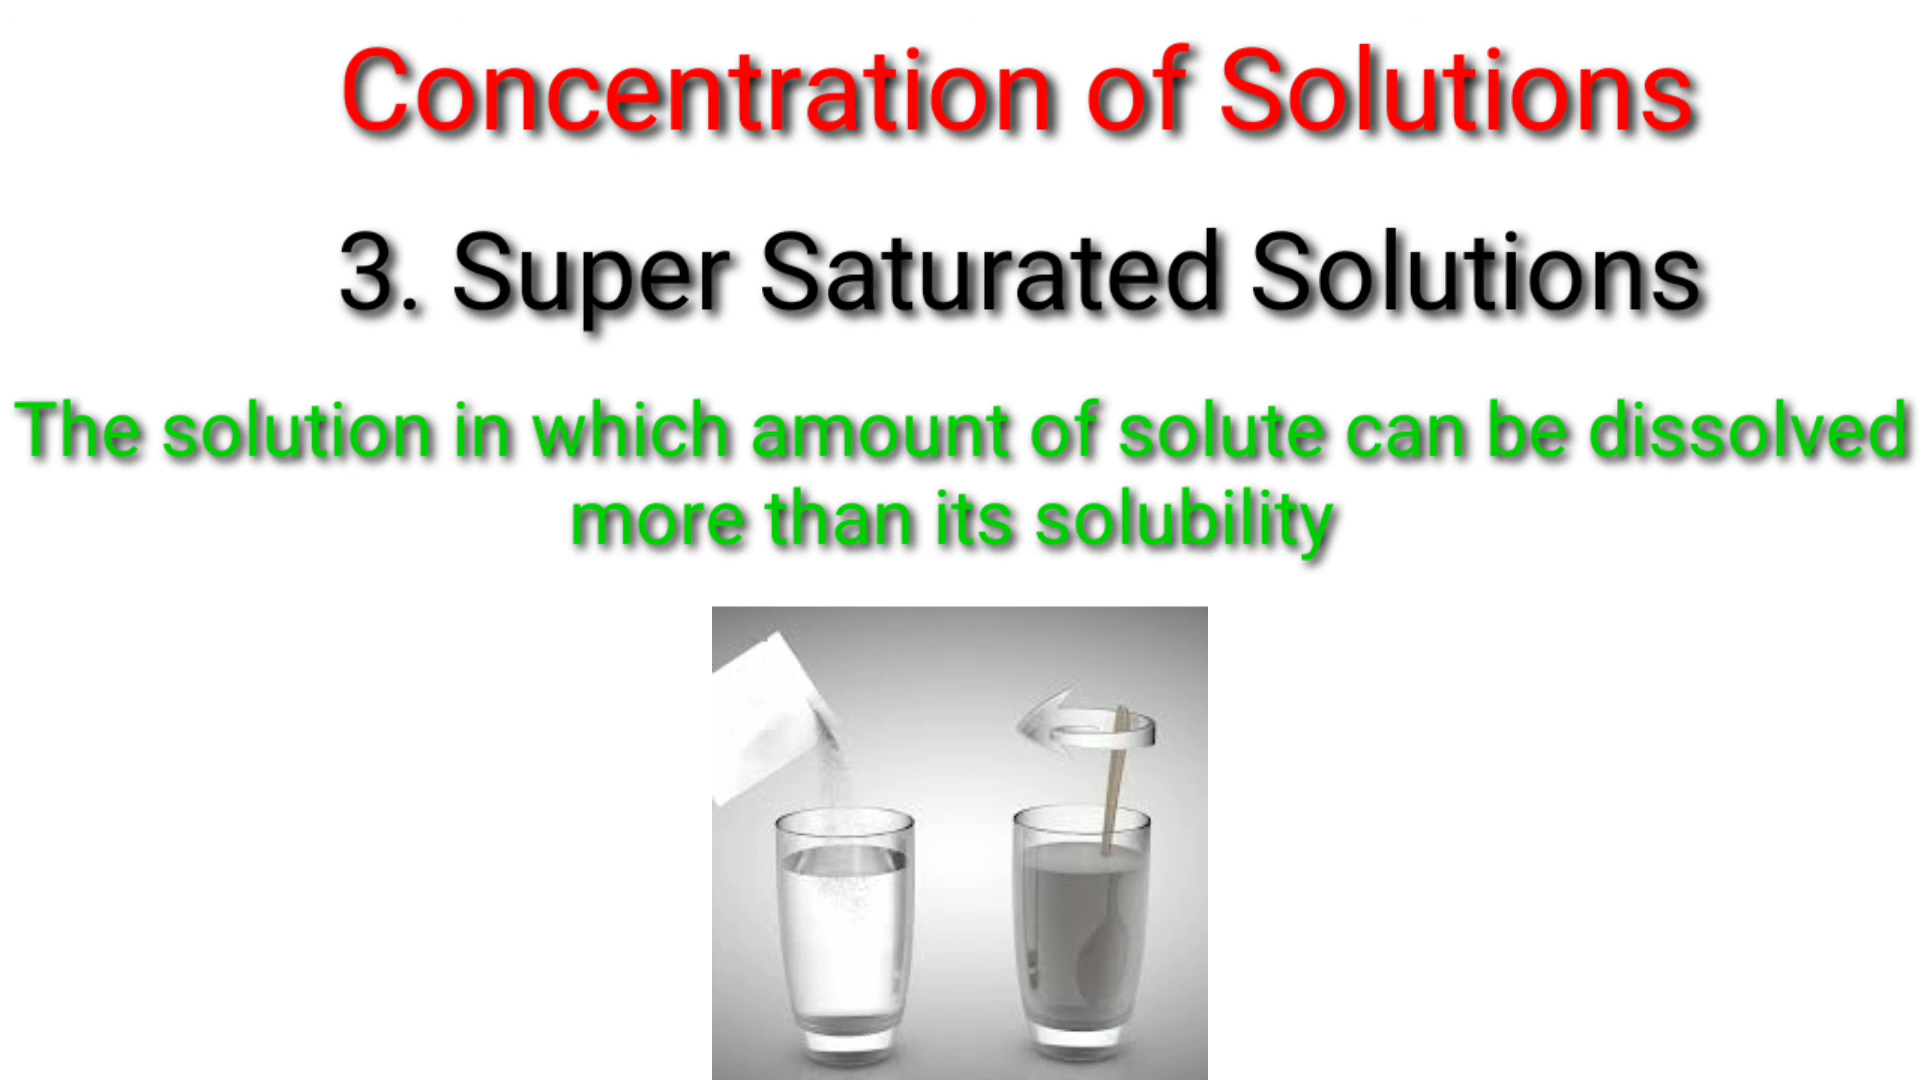 Concentration of Solutions
3. Super Saturated Solutions
The solution in which amount of solute can be dissolved
more than its solubility